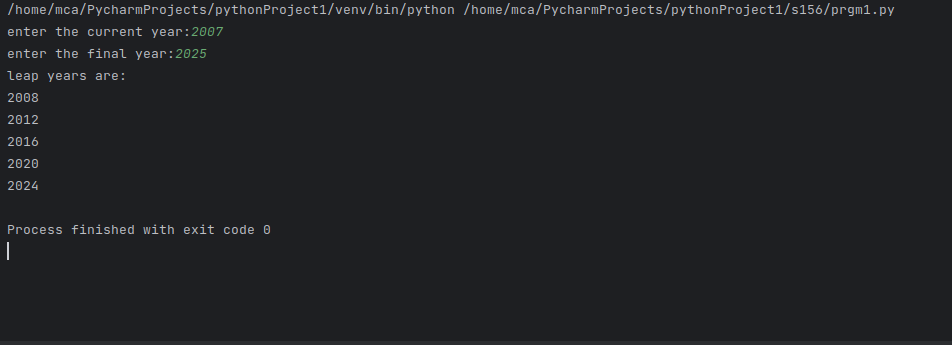 /home/mca/PycharmProjects/pythonProject1/venv/bin/python /home/mca/PycharmProjects/pythonProject1/s156/prgm1.py
enter the current year:2007
enter the final year:2025
leap years are:
2008
2012
2016
2020
2024
Process finished with exit code 0